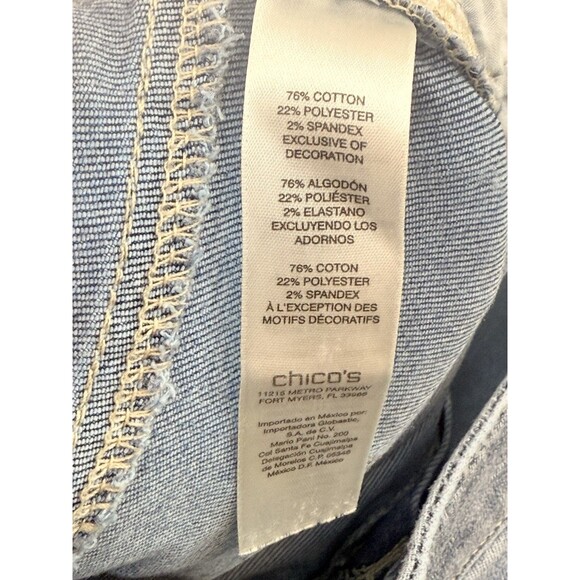 76% COTTON
22% POLYESTER
2% SPANDEX
EXCLUSIVE OF
DECORATION
76% ALGODÓN
22% POLIÉSTER
2% ELASTANO
EXCLUYENDO LOS
ADORNOS
76% COTON
22% POLYESTER
2% SPANDEX
À L'EXCEPTION DES
MOTIFS DÉCORATIFS
chico's
11215 METRO PARKWAY
FORT MYERS, FL
Importado en México por:
Importadora Globastic,
S.A. de C.V.
Mario Pani No. 200
Col Santa Fe Cuajimalpa
Delegación Cuajimalpa
de Morelos C.P. 05348
México D.F. México